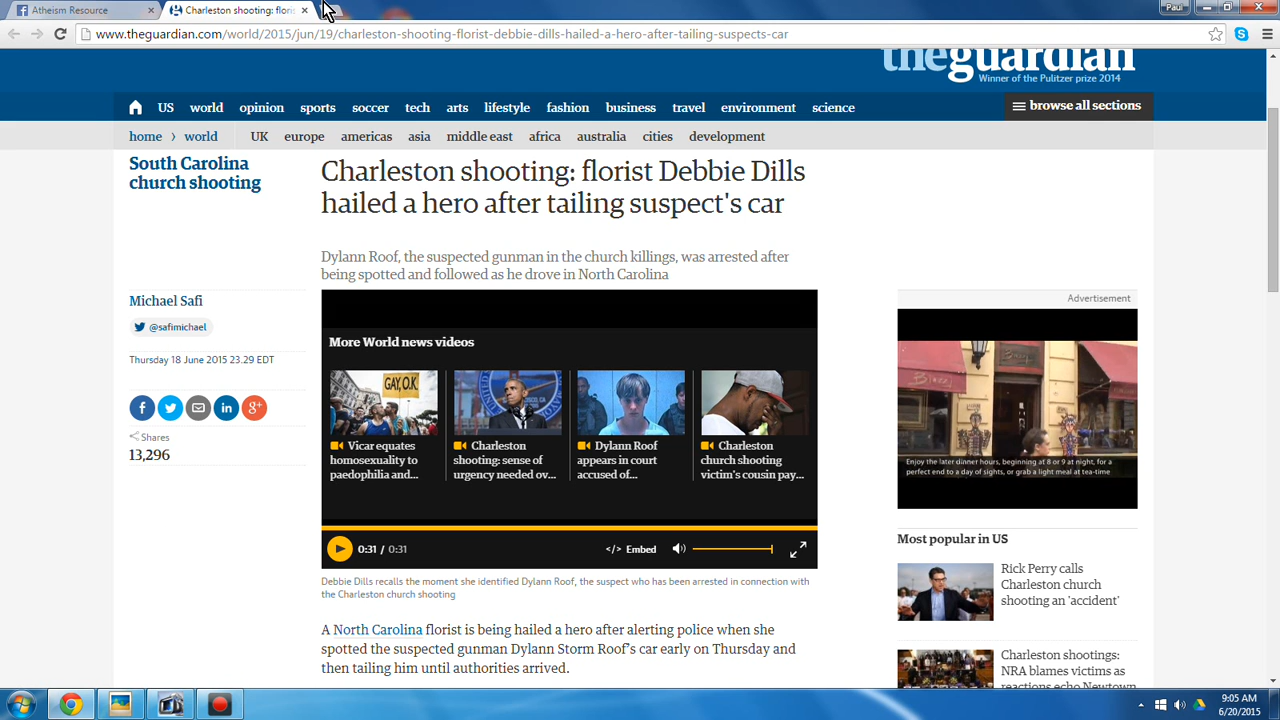 Atheism Resource
Charleston shooting: floris
Paul
www.theguardian.com/world/2015/jun/19/charleston-shooting-florist-debbie-dills-hailed-a-hero-after-tailing-suspects-car
theguardian
Winner of the Pulitzer prize 2014
US world opinion sports soccer tech arts lifestyle fashion business travel environment science
browse all sections
home › world UK europe americas asia middle east africa australia cities development
South Carolina
church shooting
Charleston shooting: florist Debbie Dills
hailed a hero after tailing suspect's car
Dylann Roof, the suspected gunman in the church killings, was arrested after
being spotted and followed as he drove in North Carolina
Michael Safi
@safimichael
Thursday 18 June 2015 23.29 EDT
Shares
13,296
More World news videos
GAY, O.K
Vicar equates
homosexuality to
paedophilia and...
Charleston
shooting: sense of
urgency needed ov...
Dylann Roof
appears in court
accused of...
Charleston
church shooting
victim's cousin pay...
0:31 / 0:31
</> Embed
Debbie Dills recalls the moment she identified Dylann Roof, the suspect who has been arrested in connection with
the Charleston church shooting
A North Carolina florist is being hailed a hero after alerting police when she
spotted the suspected gunman Dylann Storm Roof's car early on Thursday and
then tailing him until authorities arrived.
Advertisement
Enjoy the later dinner hours, beginning at 8 or 9 at night, for a
perfect end to a day of sights, or grab a light meal at tea-time
Most popular in US
Rick Perry calls
Charleston church
shooting an 'accident'
Charleston shootings:
NRA blames victims as
reactions echo Newtown
9:05 AM
6/20/2015